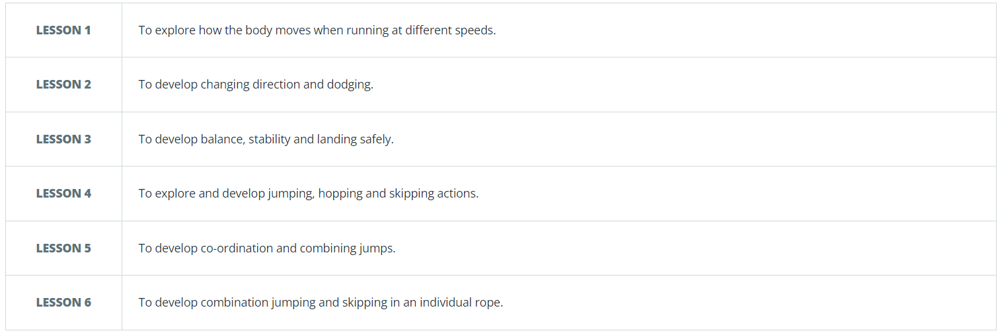 LESSON 1 To explore how the body moves when running at different speeds.
LESSON 2 To develop changing direction and dodging.
LESSON 3 To develop balance, stability and landing safely.
LESSON 4 To explore and develop jumping, hopping and skipping actions.
LESSON 5 To develop co-ordination and combining jumps.
LESSON 6 To develop combination jumping and skipping in an individual rope.